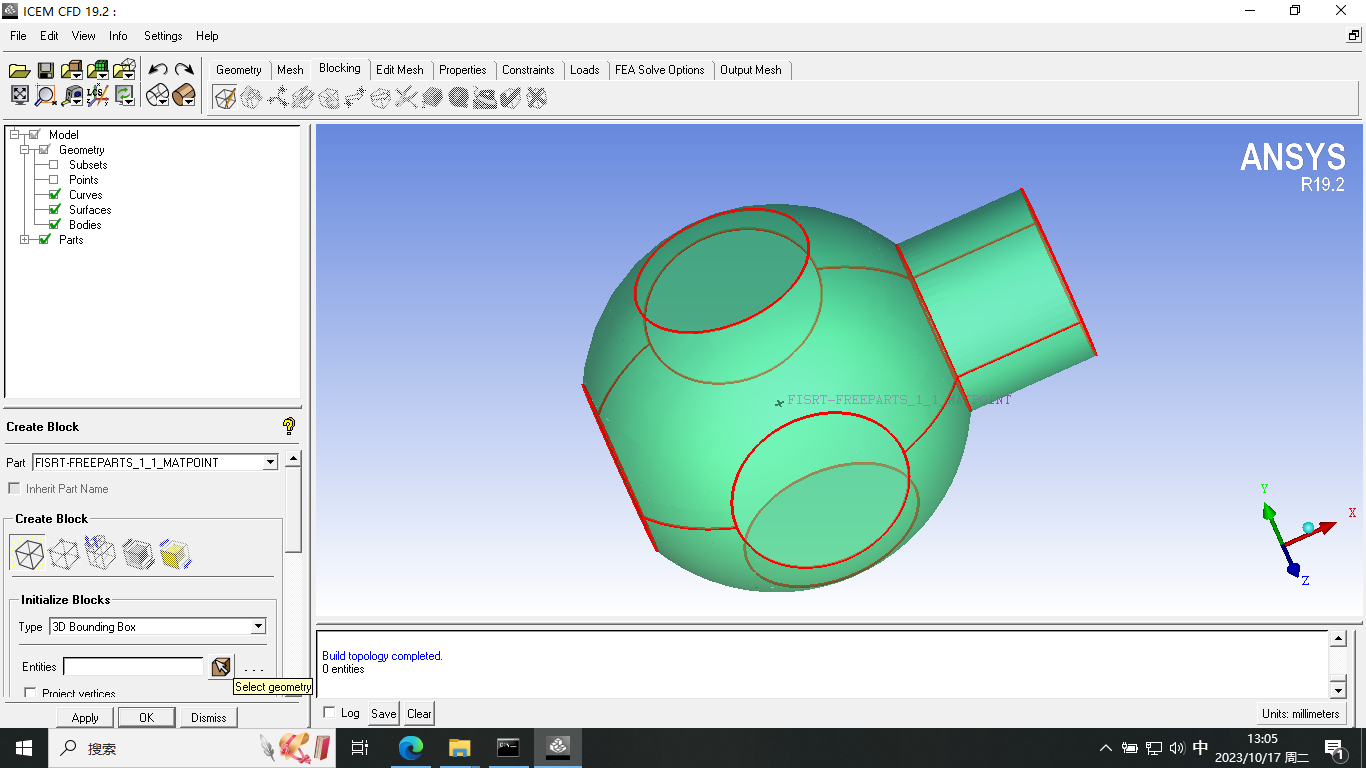 ICEM CFD 19.2 :
File Edit View Info Settings Help
Geometry Mesh Blocking Edit Mesh Properties Constraints Loads FEA Solve Options Output Mesh
LCS
Model
Geometry
Subsets
Points
Curves
Surfaces
Bodies
Parts
ANSYS
R19.2
FISRT-FREEPARTS_1_1_MATPOINT
Y
X
Z
Create Block
Part FISRT-FREEPARTS_1_1_MATPOINT
Inherit Part Name
Create Block
Initialize Blocks
Type 3D Bounding Box
Entities
. . .
Select geometry
Project vertices
Apply OK Dismiss
Build topology completed.
0 entities
Log Save Clear
Units: millimeters
搜索
中
13:05
2023/10/17 周二
1